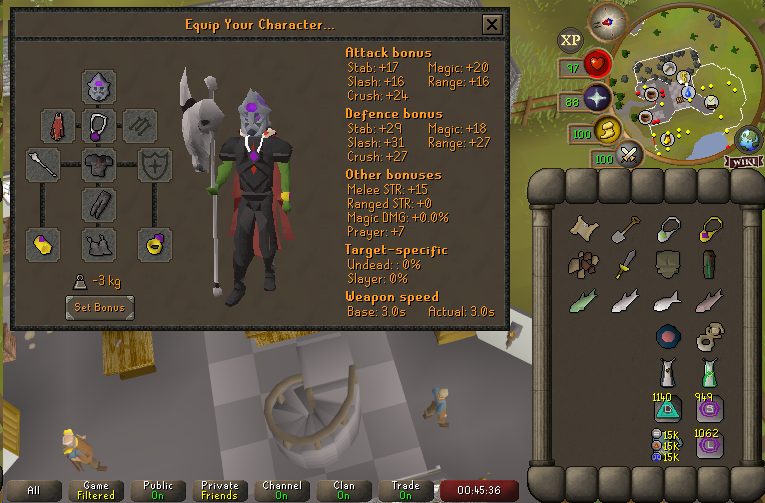 Equip Your Character...
XP
97
88
100
100
WIKI
Attack bonus
Stab: +17 Magic: +20
Slash: +16 Range: +16
Crush: +24
Defence bonus
Stab: +29 Magic: +18
Slash: +31 Range: +27
Crush: +27
Other bonuses
Melee STR: +15
Ranged STR: +0
Magic DMG: +0.0%
Prayer: +7
Target-specific
Undead: : 0%
Slayer: 0%
Weapon speed
Base: 3.0s Actual: 3.0s
-3 kg
Set Bonus
1140 949
D S
15K 1062
15K L
15K
All
Game
Filtered
Public
On
Private
Friends
Channel
On
Clan
On
Trade
On
00:45:36